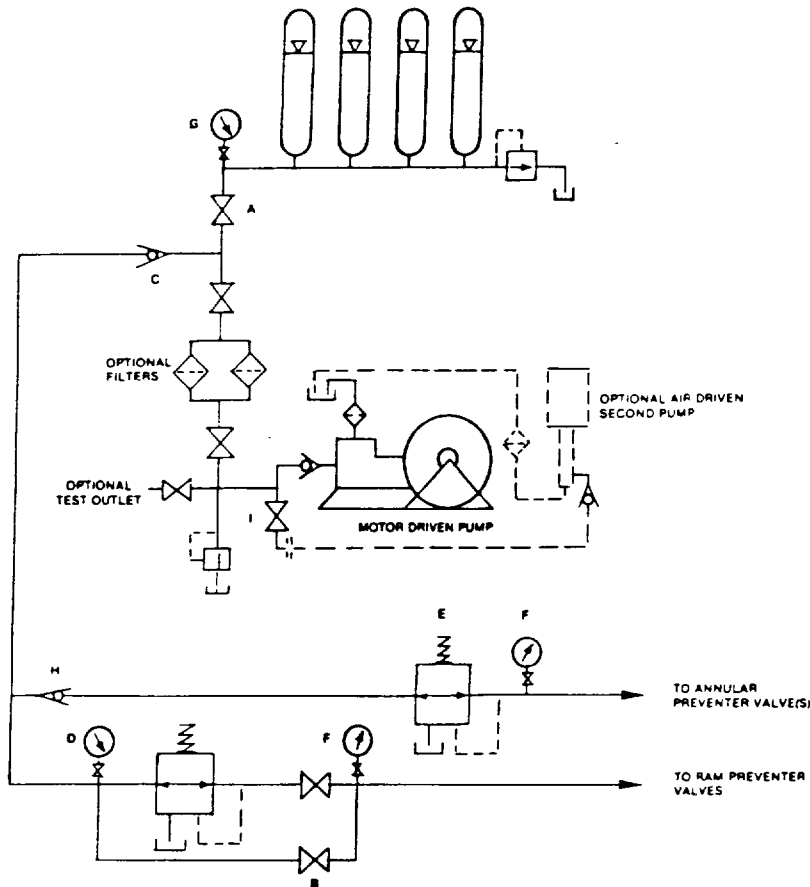 G
A
C
OPTIONAL
FILTERS
OPTIONAL AIR DRIVEN
SECOND PUMP
OPTIONAL
TEST OUTLET
I
MOTOR DRIVEN PUMP
E
F
H
TO ANNULAR
PREVENTER VALVE(S)
D
F
TO RAM PREVENTER
VALVES
B